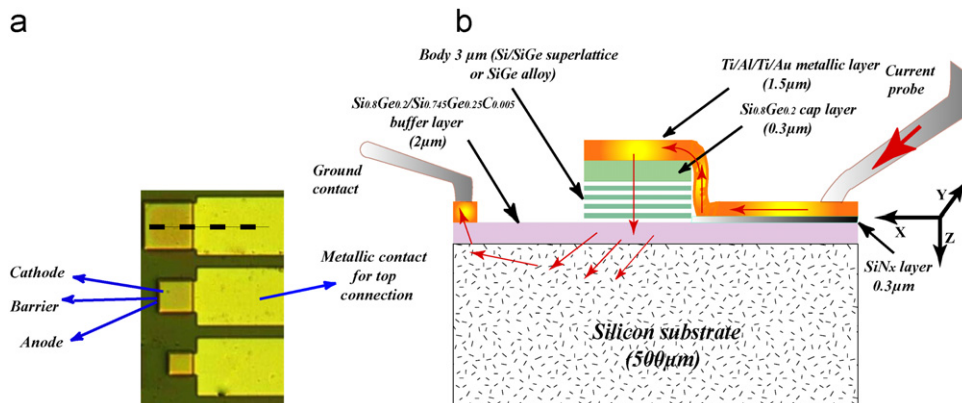 a
b
Body 3 µm (Si/SiGe superlattice
or SiGe alloy)
Si0.8Ge0.2/Si0.745Ge0.25C0.005
buffer layer
(2µm)
Ground
contact
Ti/Al/Ti/Au metallic layer
(1.5µm)
Si0.8Ge0.2 cap layer
(0.3µm)
Current
probe
Cathode
Barrier
Anode
Metallic contact
for top
connection
Y
X
Z
SiNx layer
0.3µm
Silicon substrate
(500µm)